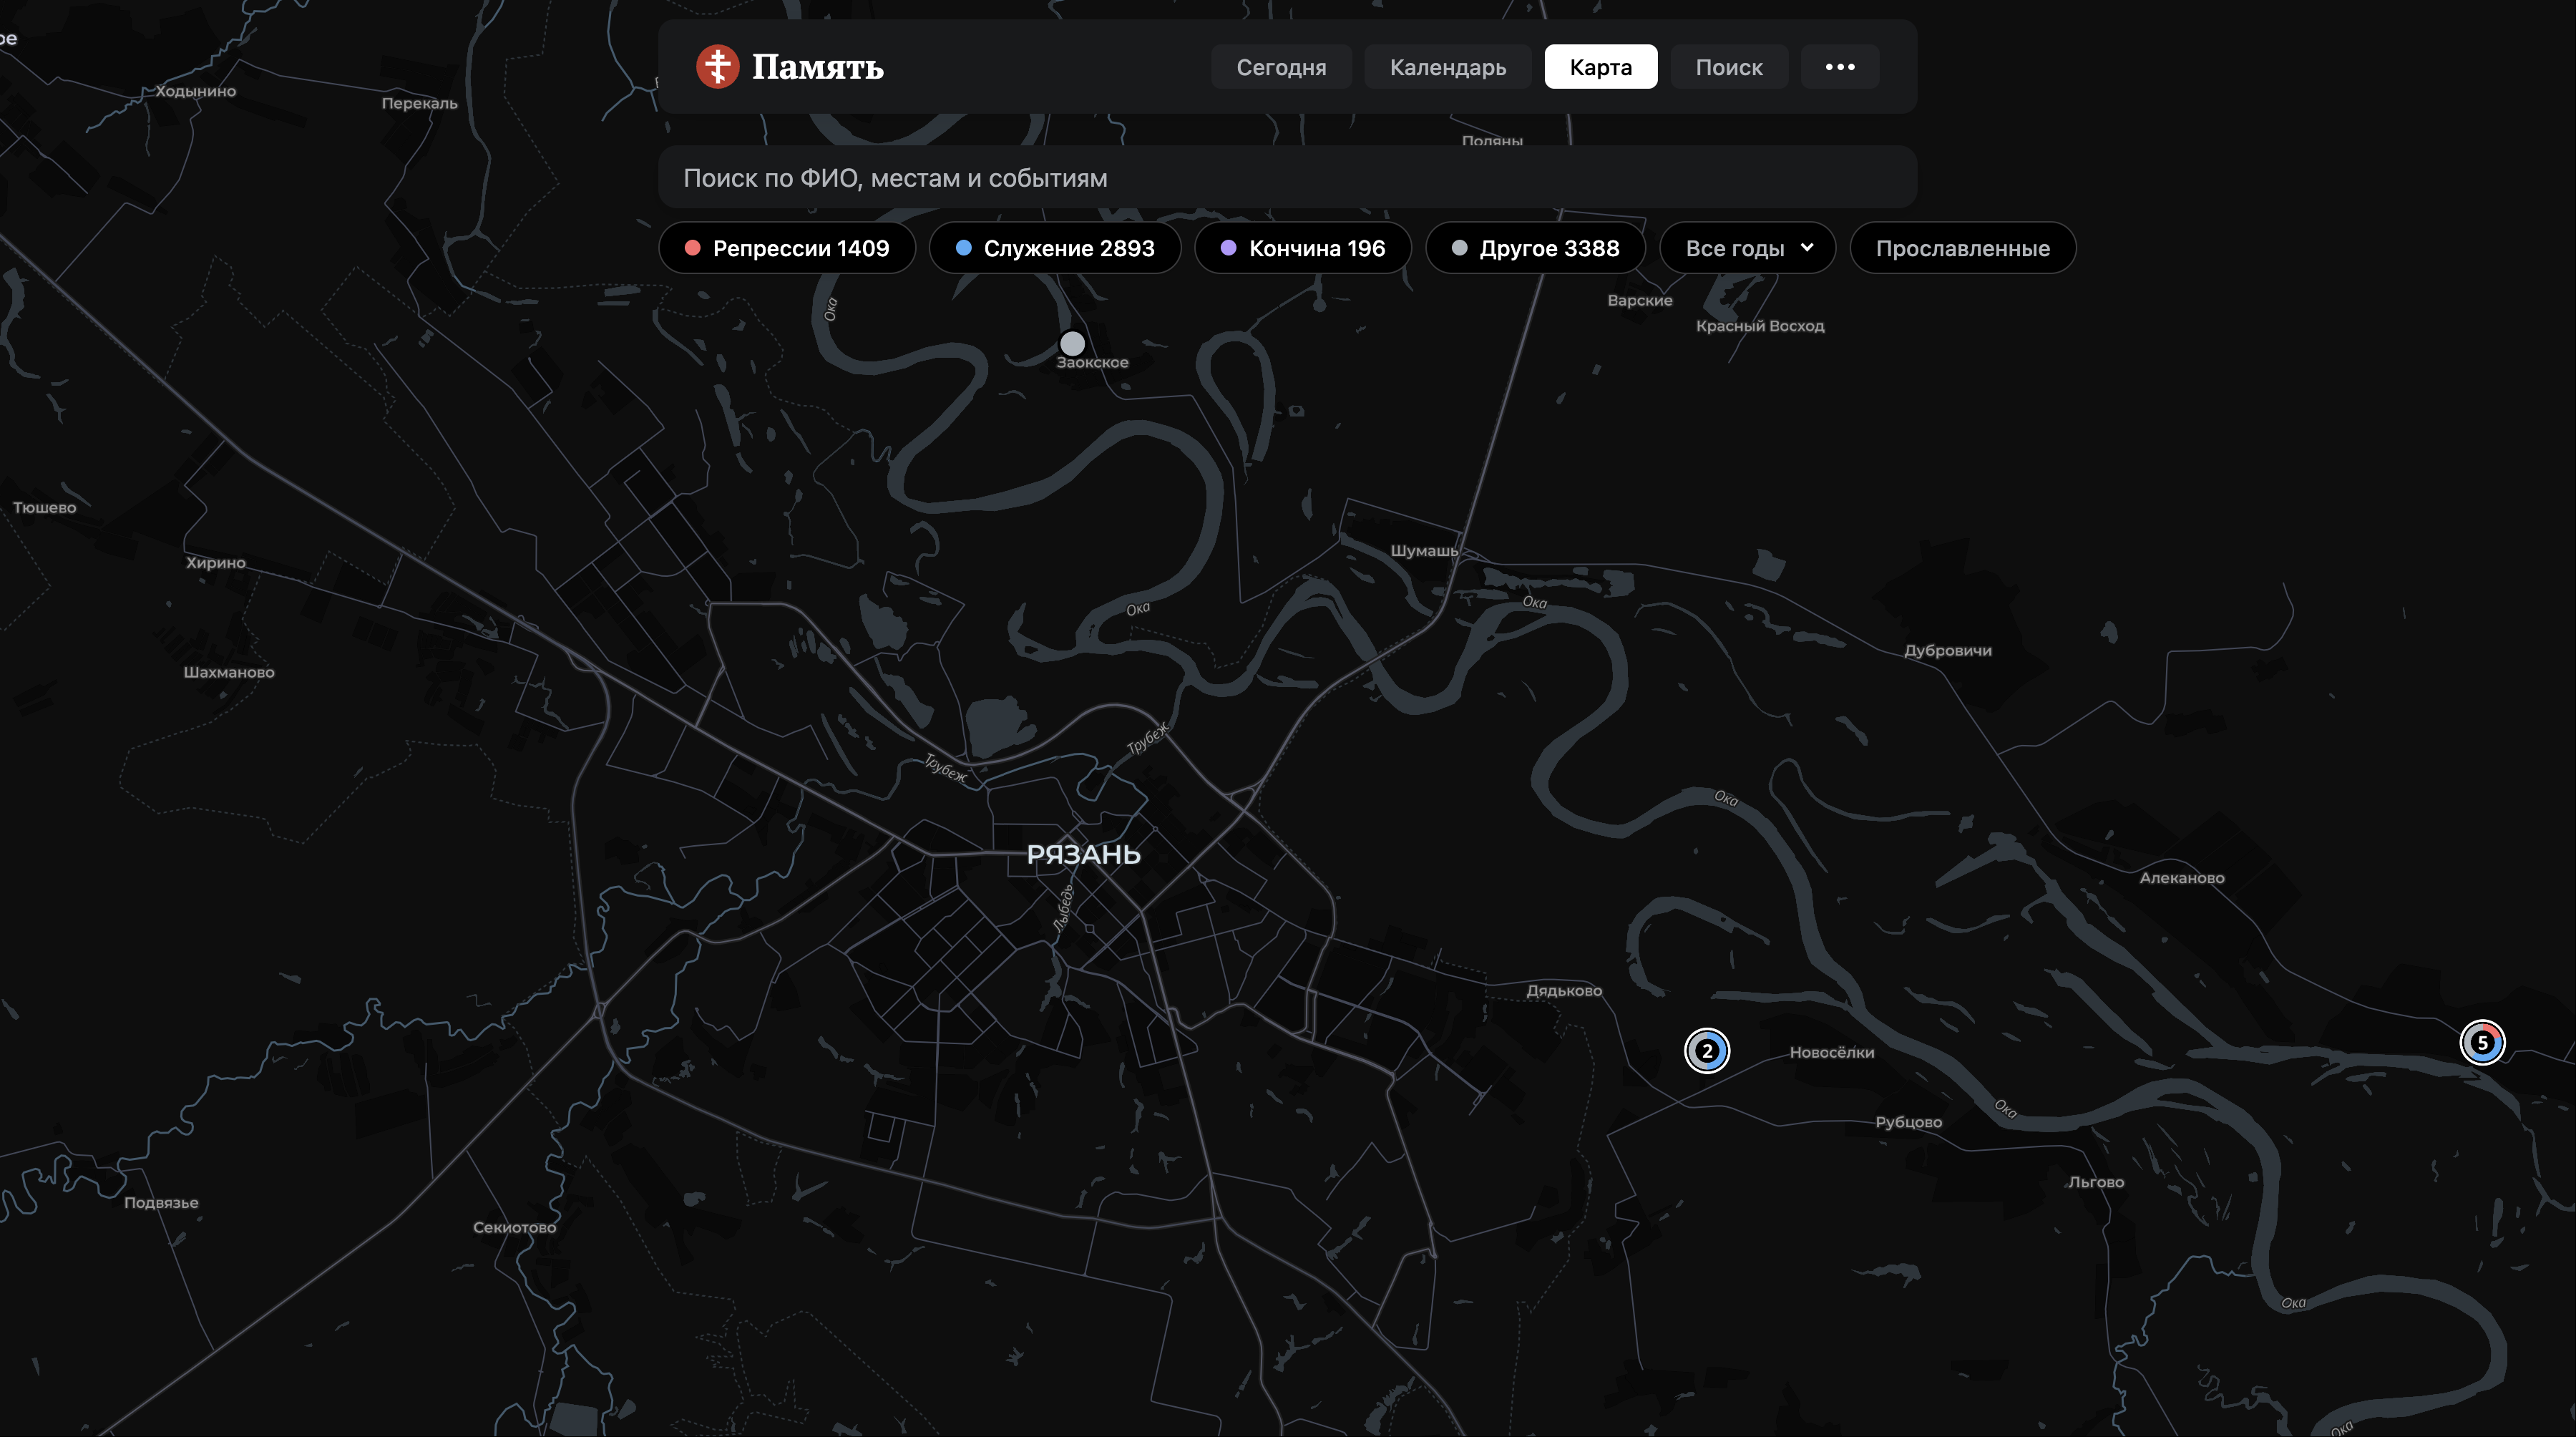 Память
Сегодня
Календарь
Карта
Поиск
Поиск по ФИО, местам и событиям
Репрессии 1409
Служение 2893
Кончина 196
Другое 3388
Все годы
Прославленные
Ходынино
Перекаль
Поляны
Варские
Красный Восход
Ока
Заокское
Тюшево
Хирино
Шумашь
Ока
Ока
Дубровичи
Шахманово
Трубеж
Трубеж
Ока
РЯЗАНЬ
Алеканово
Лыбедь
Дядьково
2
Новосёлки
5
Ока
Рубцово
Льгово
Подвязье
Секиотово
Ока
Ока